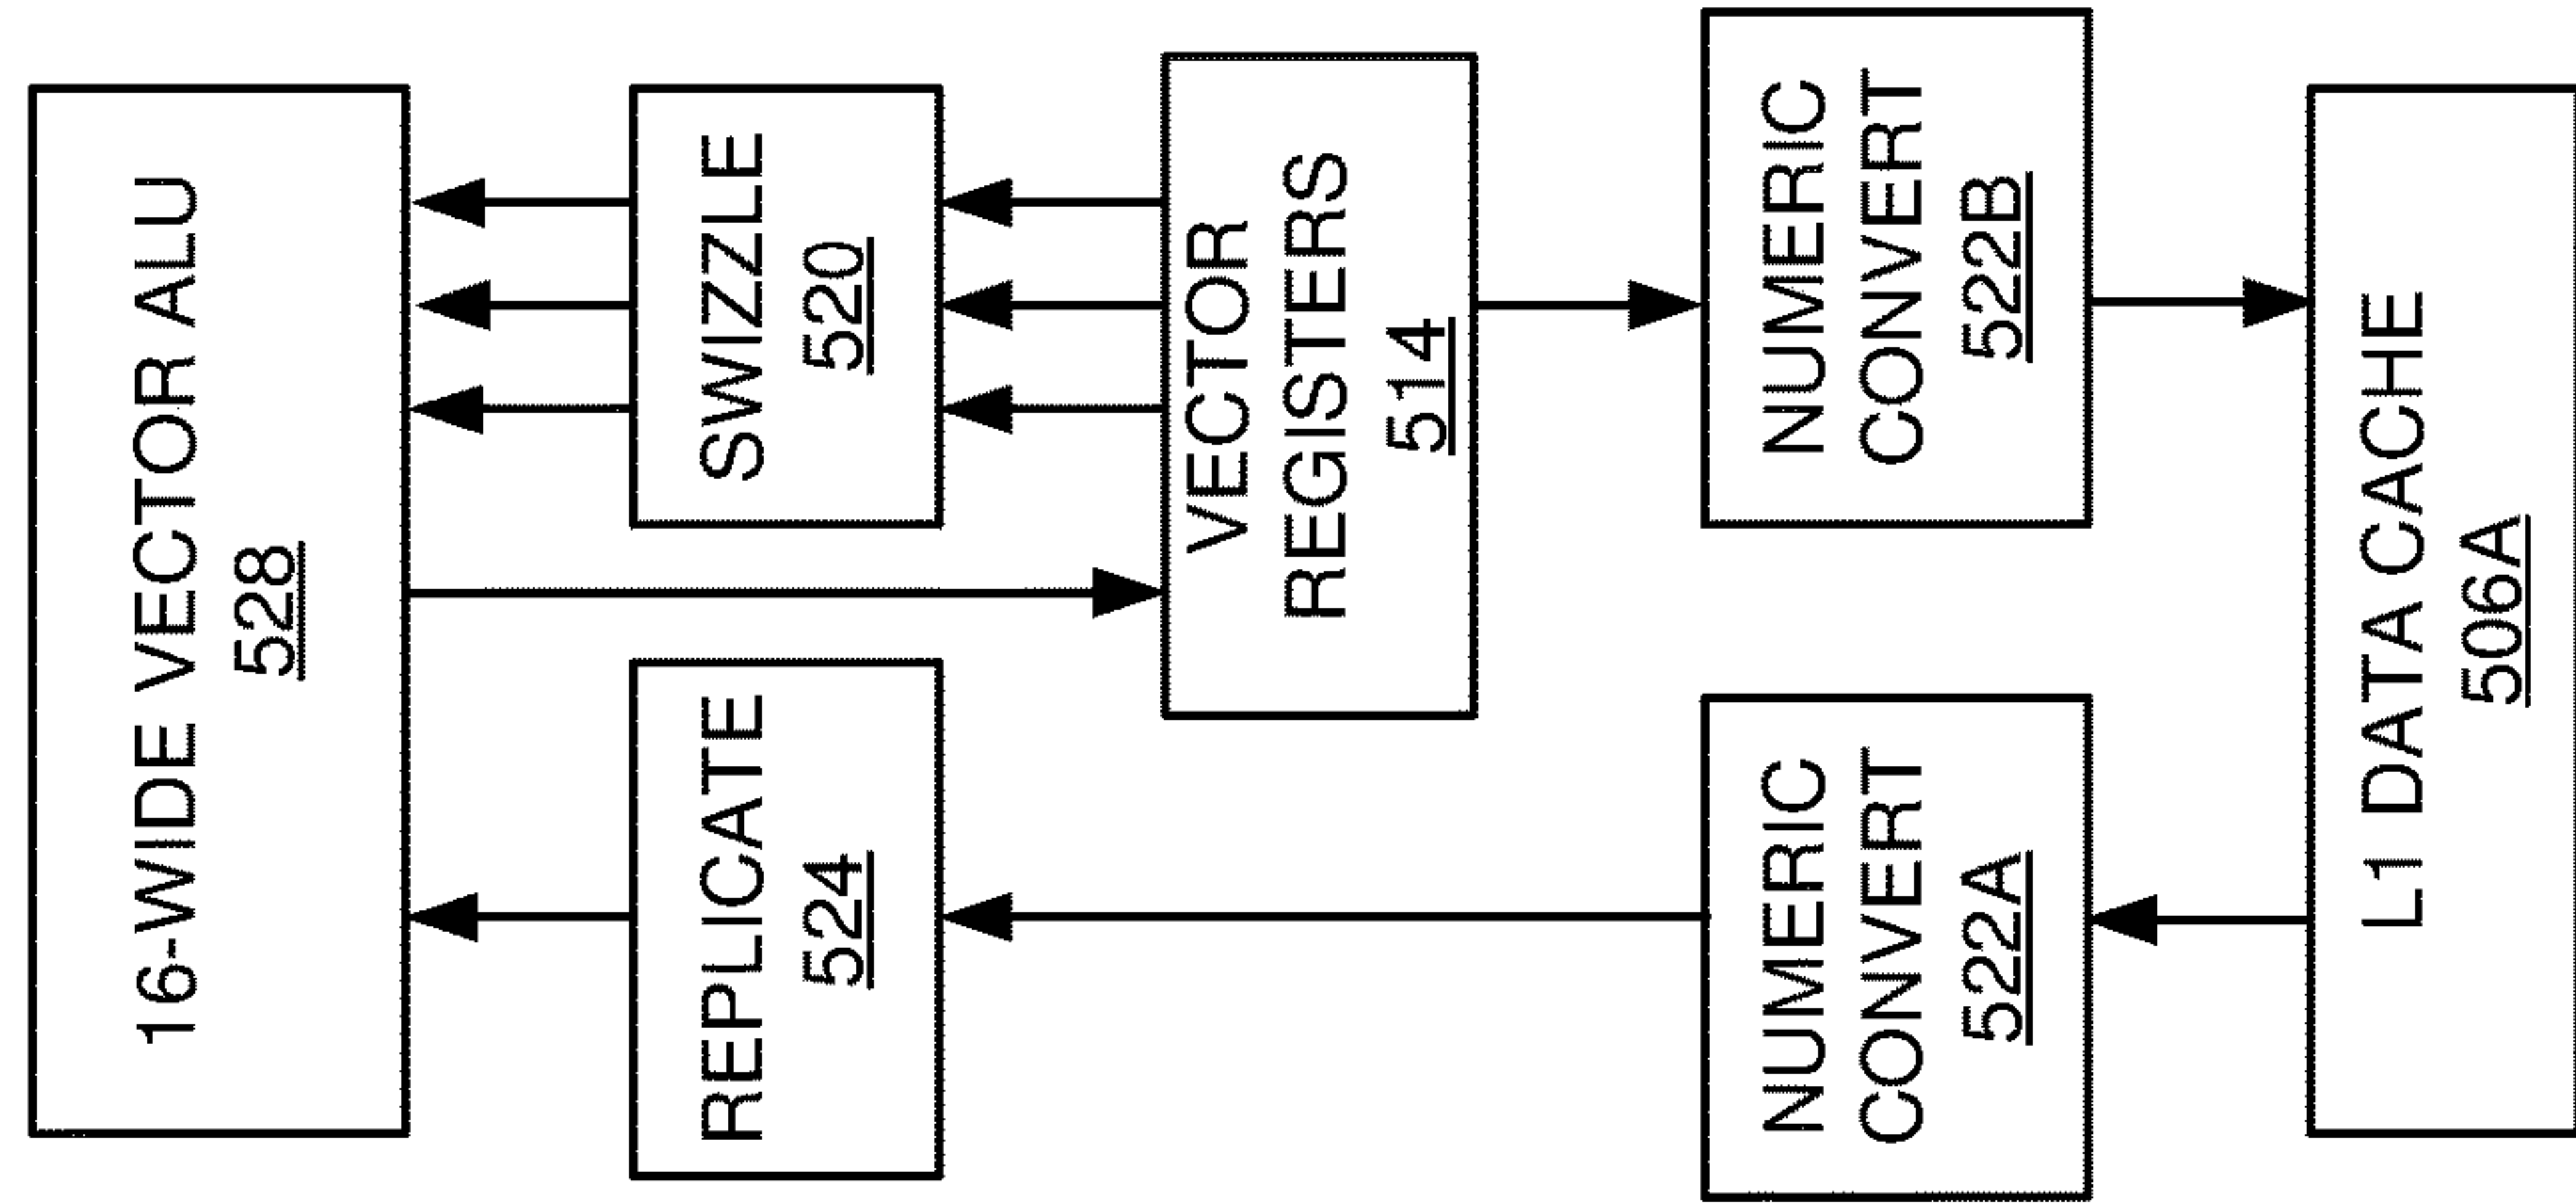 16-WIDE VECTOR ALU
528
REPLICATE
524
SWIZZLE
520
VECTOR
REGISTERS
514
NUMERIC
CONVERT
522A
NUMERIC
CONVERT
522B
L1 DATA CACHE
506A